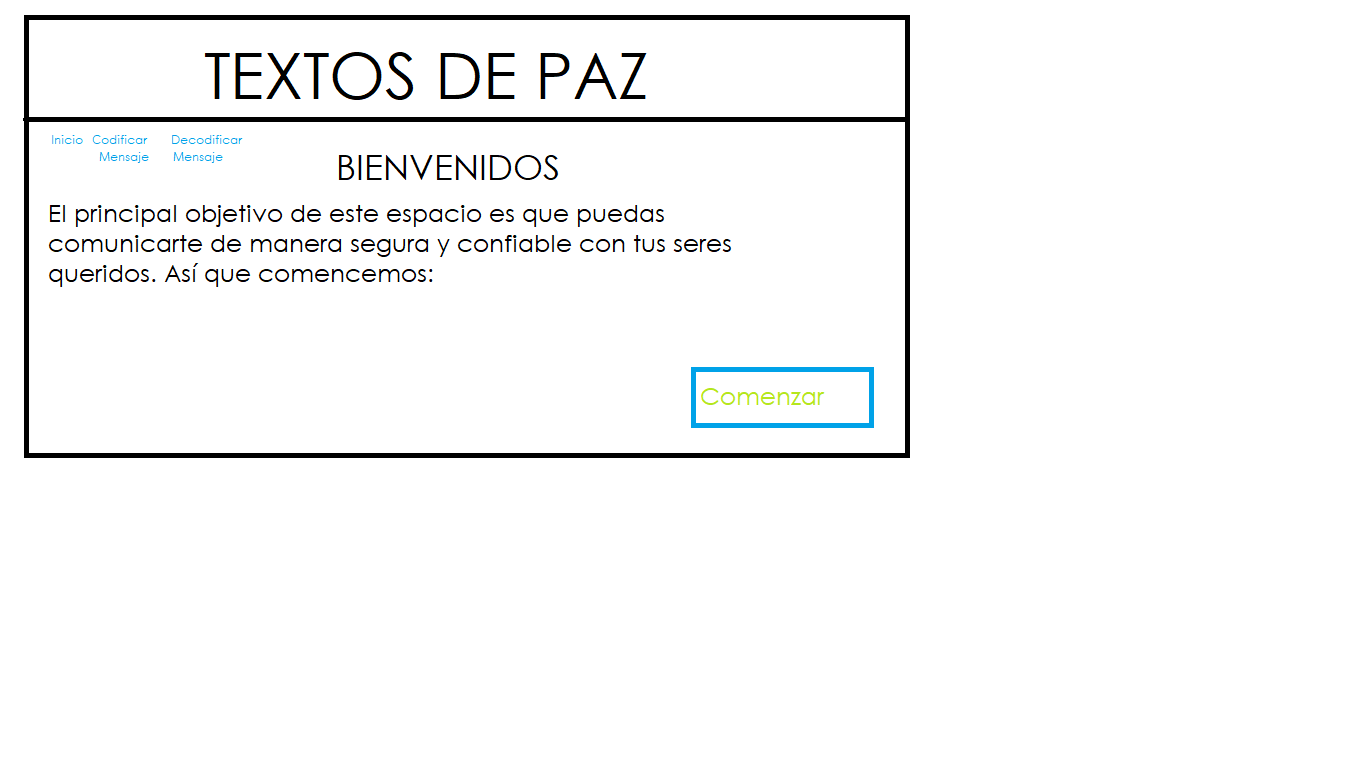 TEXTOS DE PAZ
Inicio Codificar Decodificar
Mensaje Mensaje
BIENVENIDOS
El principal objetivo de este espacio es que puedas
comunicarte de manera segura y confiable con tus seres
queridos. Así que comencemos:
Comenzar